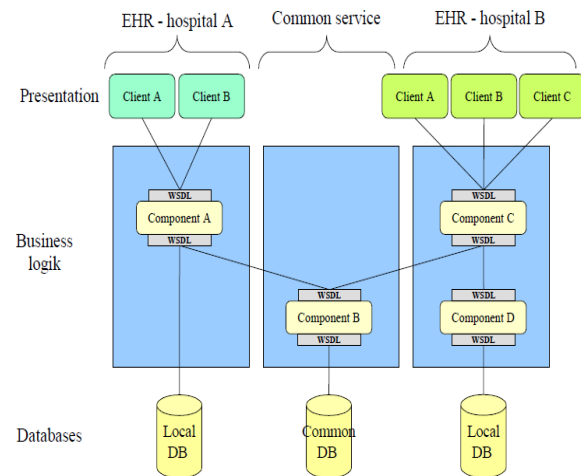 EHR - hospital A
Common service
EHR - hospital B
Presentation
Client A
Client B
Client A
Client B
Client C
WSDL
Component A
WSDL
WSDL
Component C
WSDL
Business
logik
WSDL
Component B
WSDL
WSDL
Component D
WSDL
Databases
Local
DB
Common
DB
Local
DB